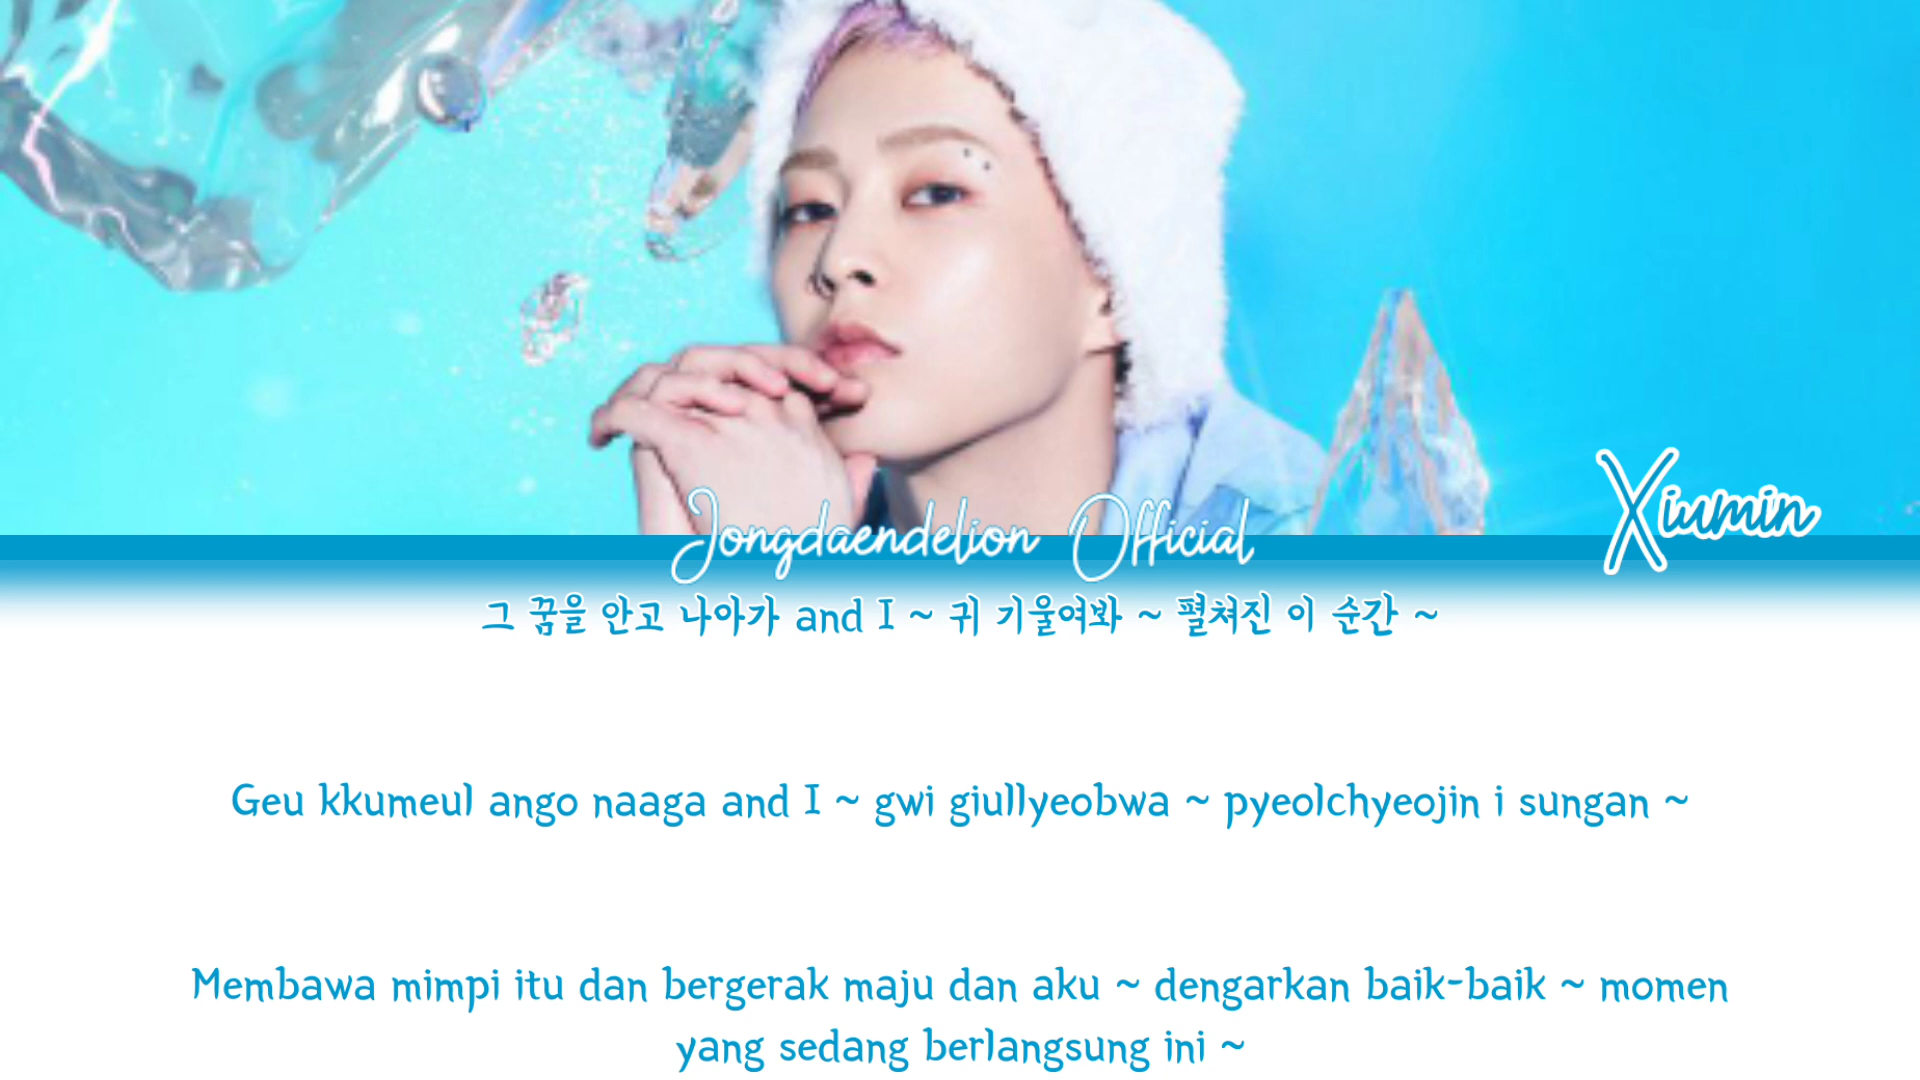 Xiumin
Jongdaendelion Official
그 꿈을 안고 나아가 and I ~ 귀 기울여봐 ~ 펼쳐진 이 순간 ~
Geu kkumeul ango naaga and I ~ gwi giullyeobwa ~ pyeolchyeojin i sungan ~
Membawa mimpi itu dan bergerak maju dan aku ~ dengarkan baik-baik ~ momen
yang sedang berlangsung ini ~